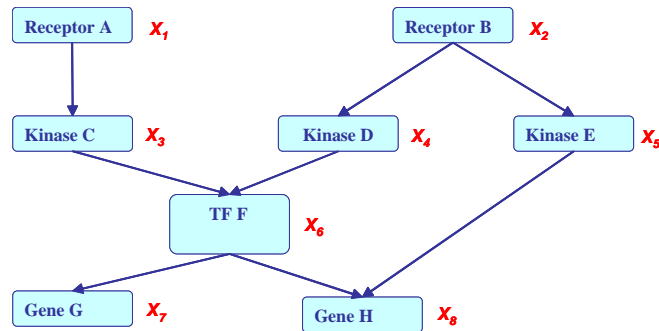 Receptor A X1
Receptor B X2
Kinase C X3
Kinase D X4
Kinase E X5
TF F X6
Gene G X7
Gene H X8